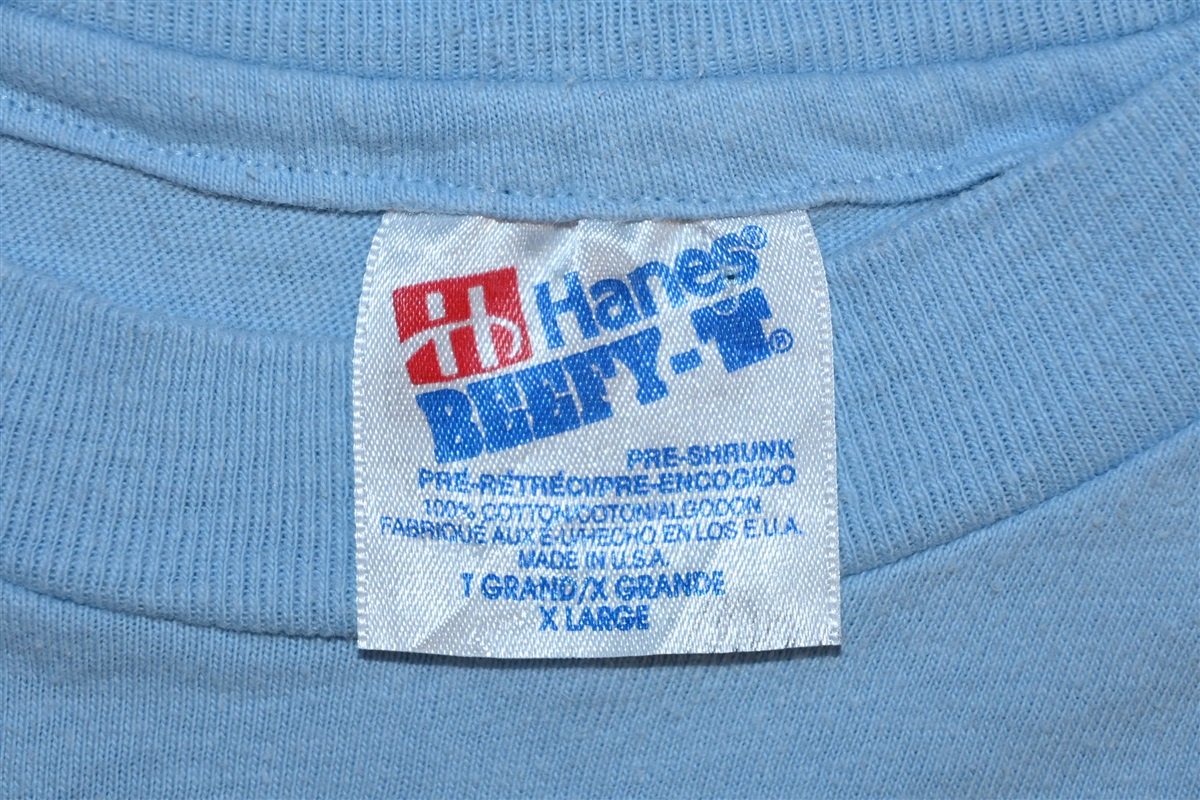 H Hanes®
BEEFY-T®
PRE-SHRUNK
PRÉ-RÉTRÉCI/PRE-ENCOGIDO
100% COTTON/COTON/ALGODON
FABRIQUÉ AUX É-U/HECHO EN LOS E.U.A.
MADE IN U.S.A.
T GRAND/X GRANDE
X LARGE